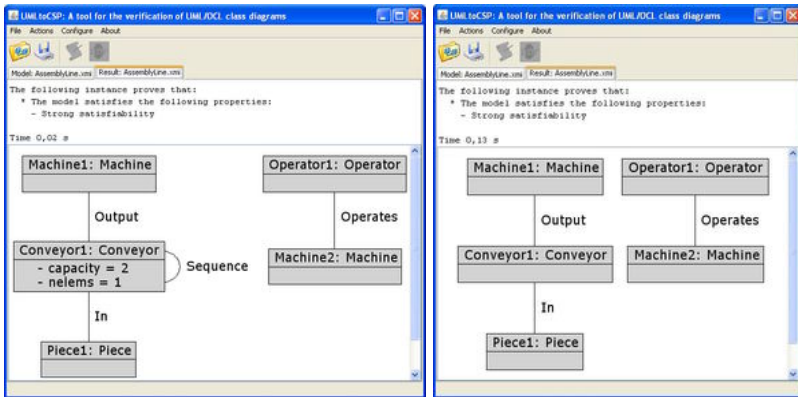 UMLtoCSP: A tool for the verification of UML/OCL class diagrams
File Actions Configure About
Model: AssemblyLine.xmi Result: AssemblyLine.xmi
The following instance proves that:
* The model satisfies the following properties:
- Strong satisfiability
Time 0,02 s
Machine1: Machine
Operator1: Operator
Output
Operates
Conveyor1: Conveyor
- capacity = 2
- nelems = 1
Sequence
Machine2: Machine
In
Piece1: Piece
UMLtoCSP: A tool for the verification of UML/OCL class diagrams
File Actions Configure About
Model: AssemblyLine.xmi Result: AssemblyLine.xmi
The following instance proves that:
* The model satisfies the following properties:
- Strong satisfiability
Time 0,13 s
Machine1: Machine
Operator1: Operator
Output
Operates
Conveyor1: Conveyor
Machine2: Machine
In
Piece1: Piece